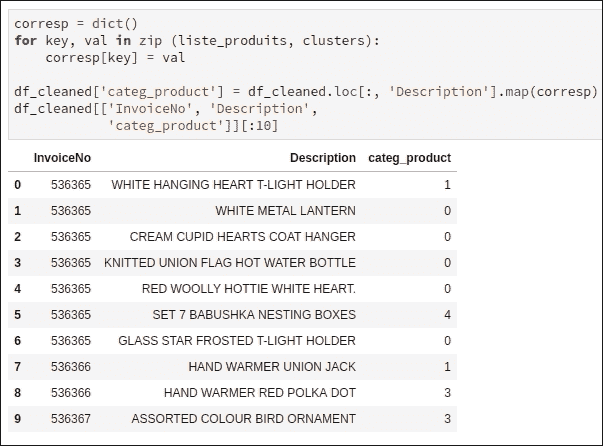 corresp = dict()
for key, val in zip (liste_produits, clusters):
    corresp[key] = val
df_cleaned['categ_product'] = df_cleaned.loc[:, 'Description'].map(corresp)
df_cleaned[['InvoiceNo', 'Description',
            'categ_product']][:10]
InvoiceNo Description categ_product
0 536365 WHITE HANGING HEART T-LIGHT HOLDER 1
1 536365 WHITE METAL LANTERN 0
2 536365 CREAM CUPID HEARTS COAT HANGER 0
3 536365 KNITTED UNION FLAG HOT WATER BOTTLE 0
4 536365 RED WOOLLY HOTTIE WHITE HEART. 0
5 536365 SET 7 BABUSHKA NESTING BOXES 4
6 536365 GLASS STAR FROSTED T-LIGHT HOLDER 0
7 536366 HAND WARMER UNION JACK 1
8 536366 HAND WARMER RED POLKA DOT 3
9 536367 ASSORTED COLOUR BIRD ORNAMENT 3